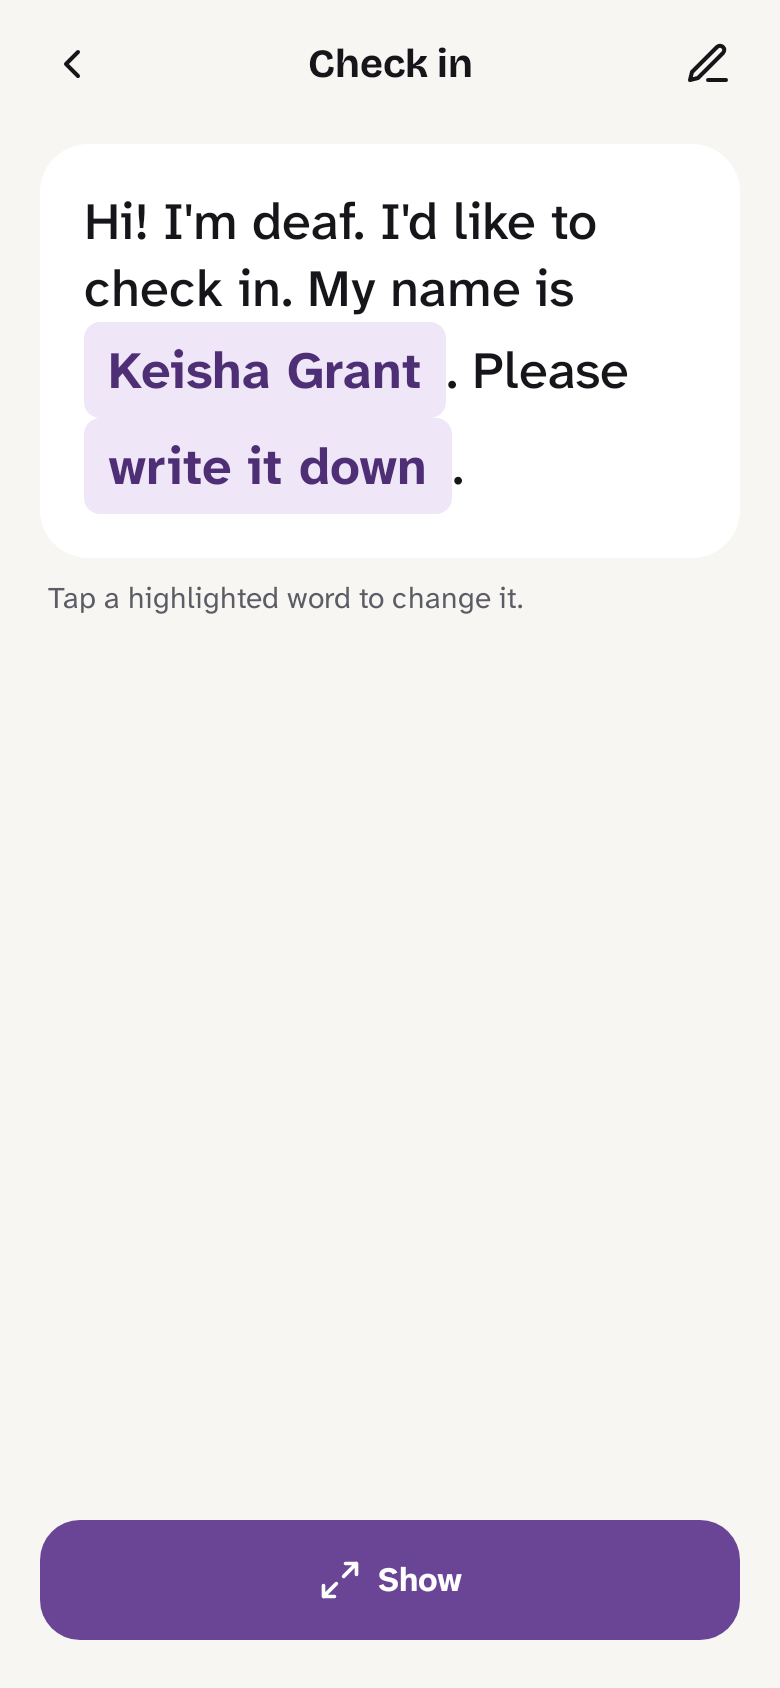 Check in
Hi! I'm deaf. I'd like to
check in. My name is
Keisha Grant . Please
write it down .
Tap a highlighted word to change it.
Show